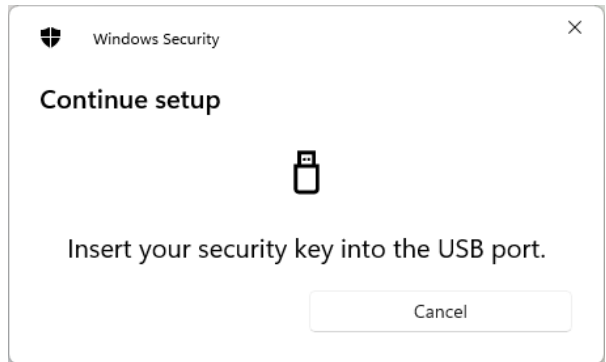 Windows Security
Continue setup
Insert your security key into the USB port.
Cancel